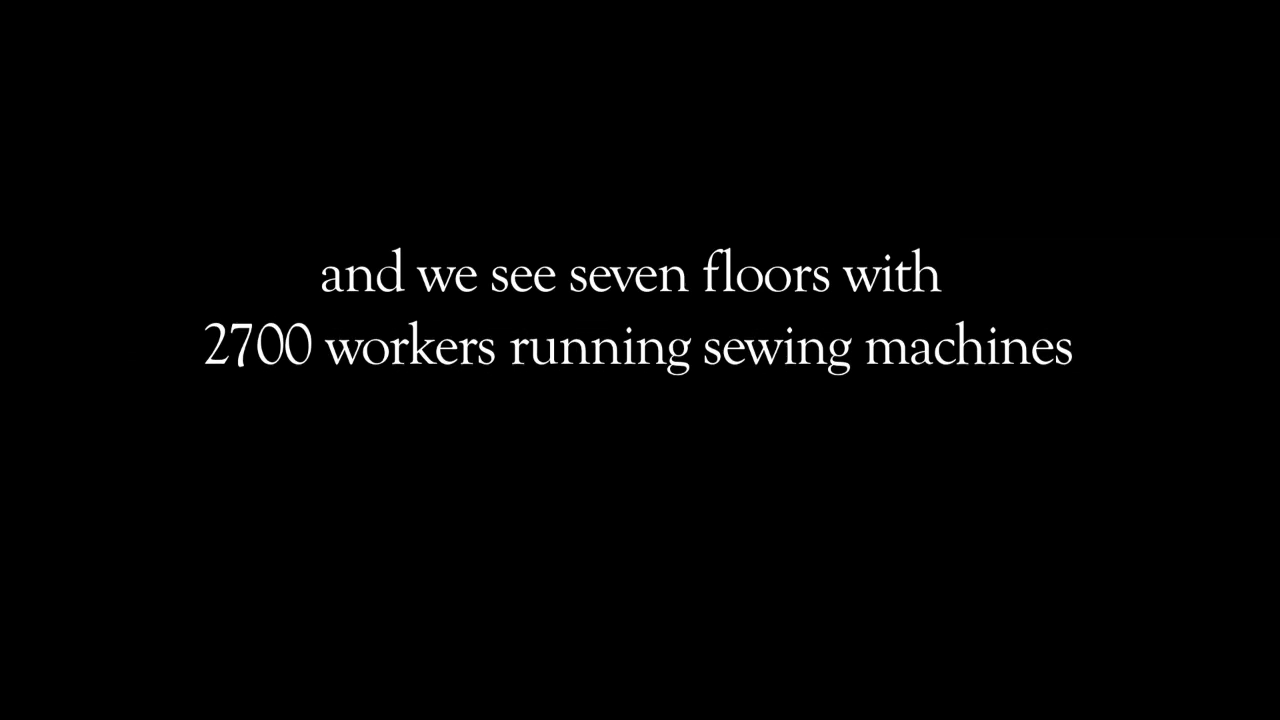 and we see seven floors with
2700 workers running sewing machines